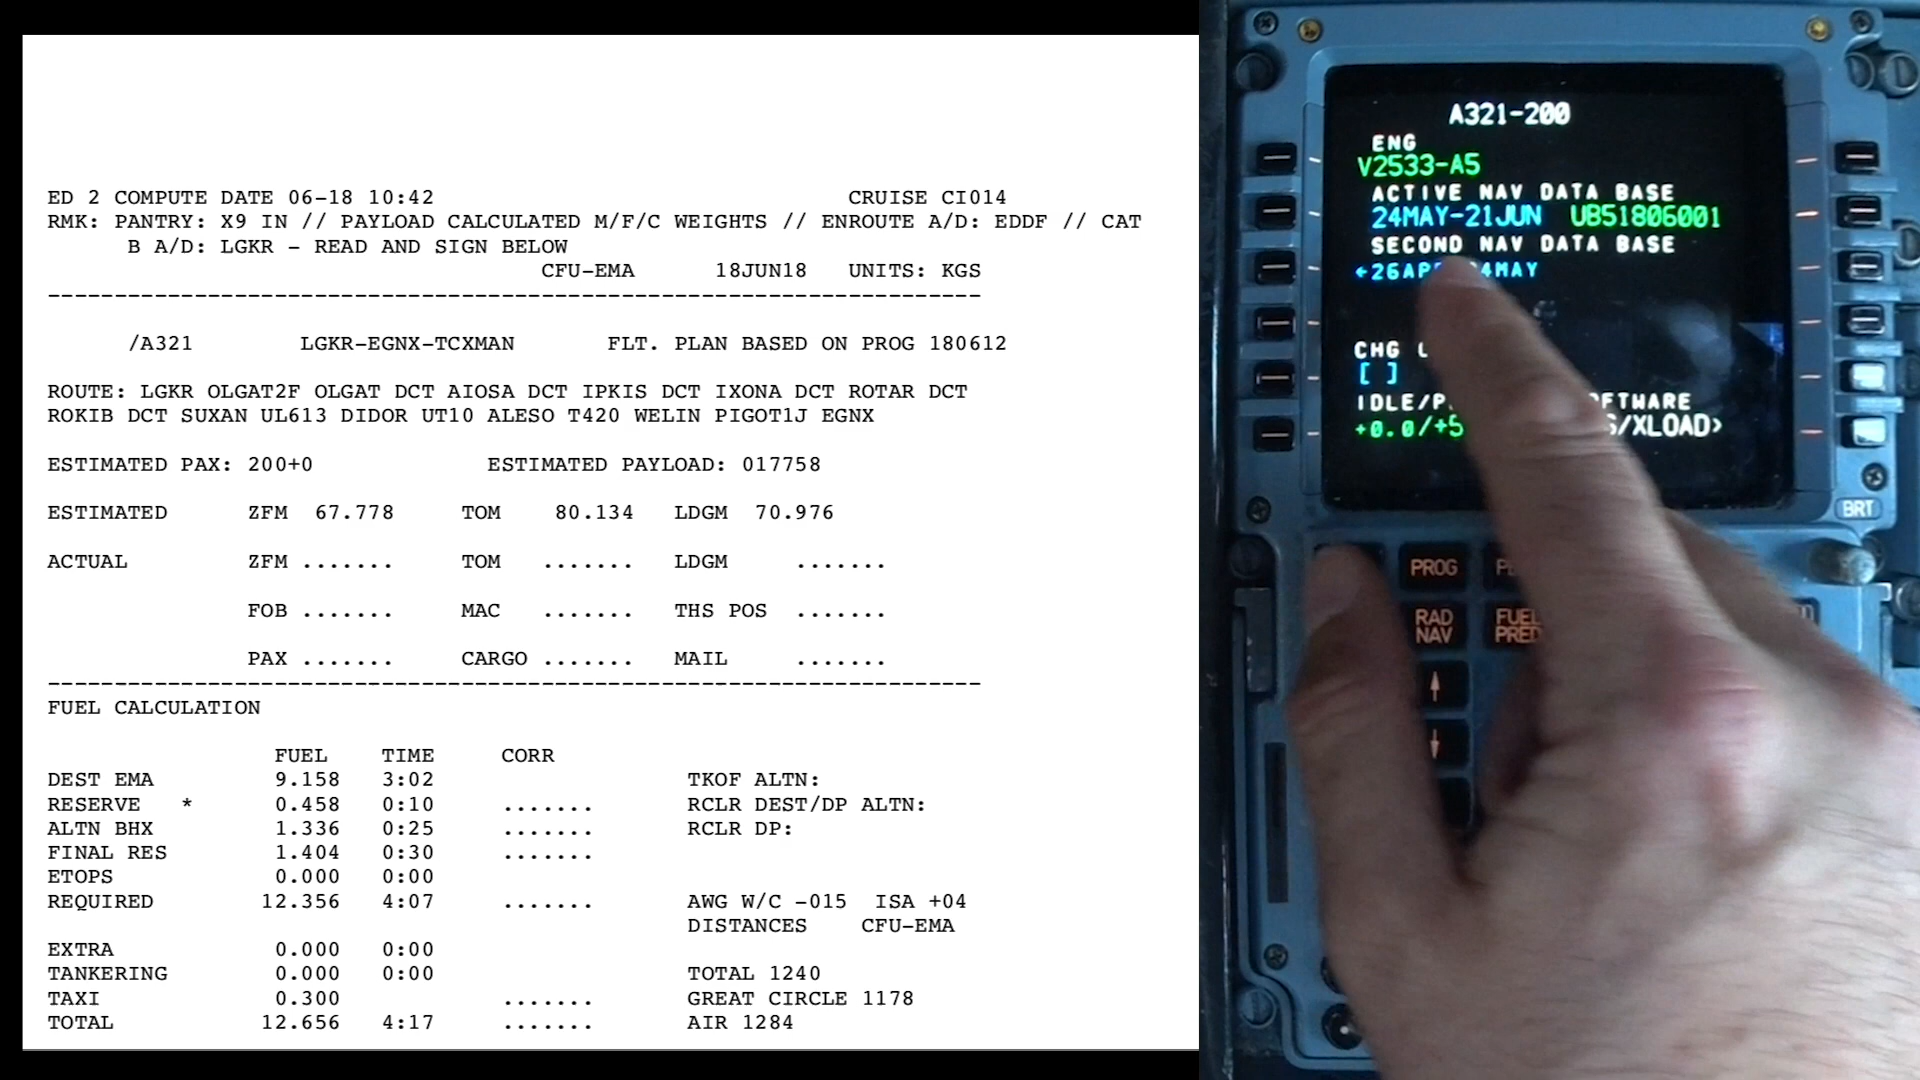 ED 2 COMPUTE DATE 06-18 10:42 CRUISE CI014
RMK: PANTRY: X9 IN // PAYLOAD CALCULATED M/F/C WEIGHTS // ENROUTE A/D: EDDF // CAT
B A/D: LGKR - READ AND SIGN BELOW
CFU-EMA 18JUN18 UNITS: KGS
----------------------------------------------------------------------
/A321 LGKR-EGNX-TCXMAN FLT. PLAN BASED ON PROG 180612
ROUTE: LGKR OLGAT2F OLGAT DCT AIOSA DCT IPKIS DCT IXONA DCT ROTAR DCT
ROKIB DCT SUXAN UL613 DIDOR UT10 ALESO T420 WELIN PIGOT1J EGNX
ESTIMATED PAX: 200+0 ESTIMATED PAYLOAD: 017758
ESTIMATED ZFM 67.778 TOM 80.134 LDGM 70.976
ACTUAL ZFM ....... TOM ....... LDGM .......
FOB ....... MAC ....... THS POS .......
PAX ....... CARGO ....... MAIL .......
----------------------------------------------------------------------
FUEL CALCULATION
FUEL TIME CORR
DEST EMA 9.158 3:02 TKOF ALTN:
RESERVE * 0.458 0:10 ....... RCLR DEST/DP ALTN:
ALTN BHX 1.336 0:25 ....... RCLR DP:
FINAL RES 1.404 0:30 .......
ETOPS 0.000 0:00
REQUIRED 12.356 4:07 ....... AWG W/C -015 ISA +04
DISTANCES CFU-EMA
EXTRA 0.000 0:00
TANKERING 0.000 0:00 TOTAL 1240
TAXI 0.300 ....... GREAT CIRCLE 1178
TOTAL 12.656 4:17 ....... AIR 1284
A321-200
ENG
V2533-A5
ACTIVE NAV DATA BASE
24MAY-21JUN UB51806001
SECOND NAV DATA BASE
←26AP 4MAY
CHG
[ ]
IDLE/P FTWARE
+0.0/+5 /XLOAD>
BRT
PROG
RAD NAV
FUEL PRED
↑
↓